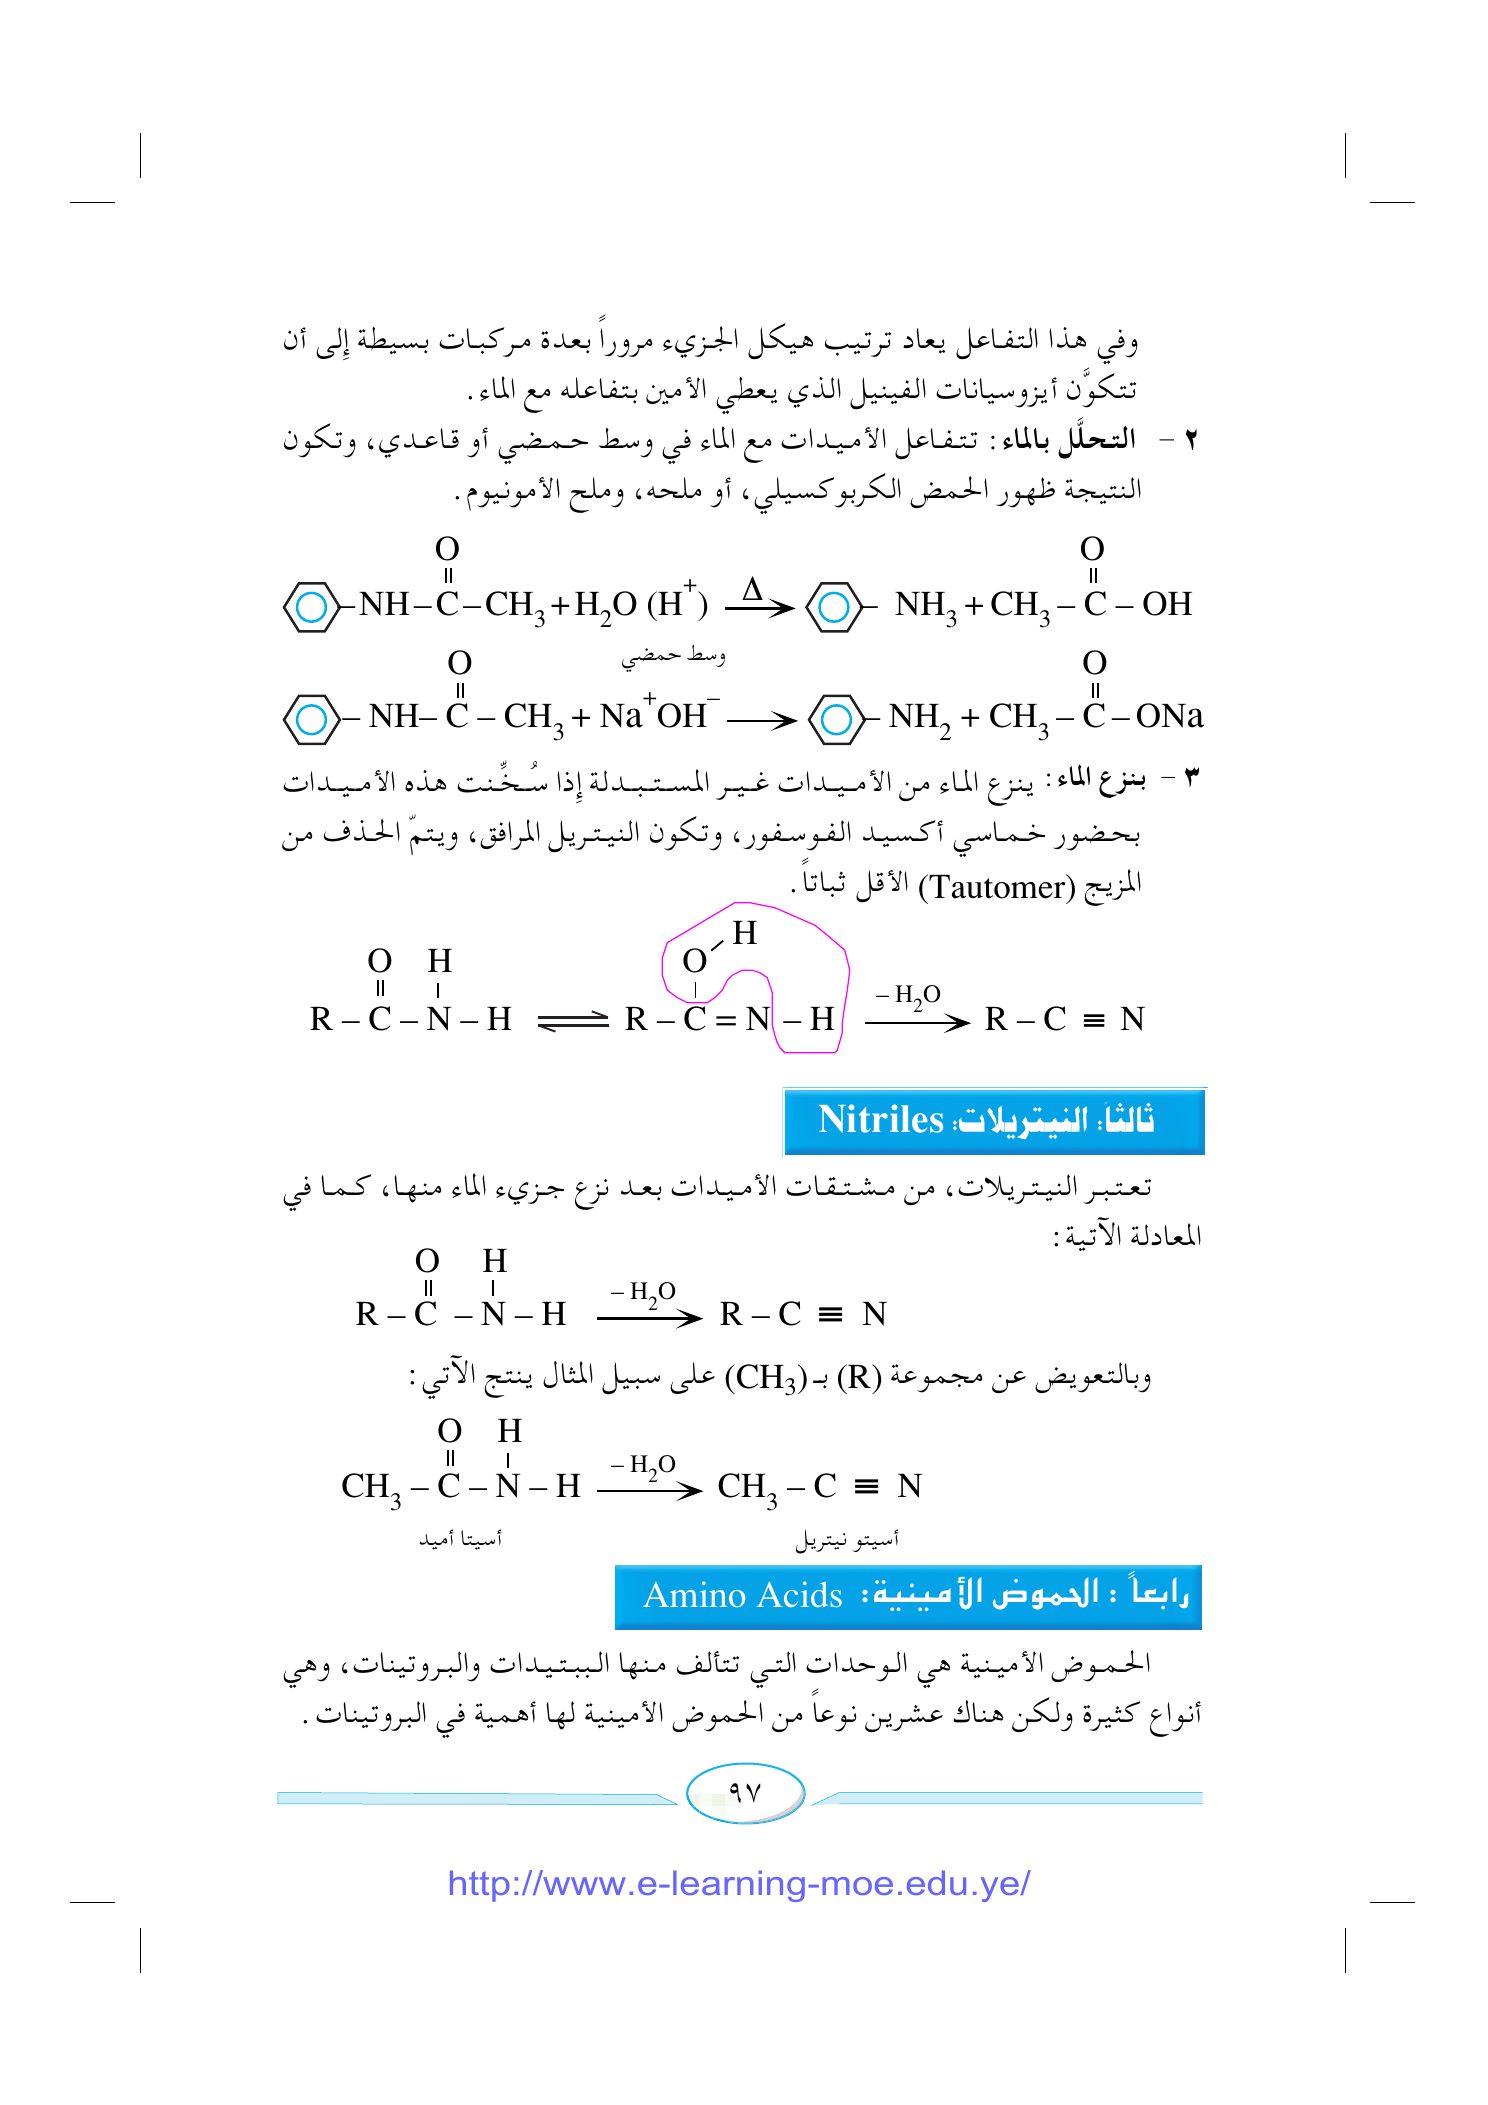 وفي هذا التفاعل يعاد ترتيب هيكل الجزيء مروراً بعدة مركبات بسيطة إلى أن
تتكوَّن أيزوسيانات الفينيل الذي يعطي الأمين بتفاعله مع الماء.
٢ - التحلَّل بالماء: تتفاعل الأميدات مع الماء في وسط حمضي أو قاعدي، وتكون
النتيجة ظهور الحمض الكربوكسيلي، أو ملحه، وملح الأمونيوم.
O O
–NH–C–CH₃+H₂O (H⁺) Δ – NH₃+CH₃–C–OH
وسط حمضي
O O
– NH–C–CH₃ + Na⁺OH⁻ – NH₂ + CH₃–C–ONa
٣ - بنزع الماء: ينزع الماء من الأميدات غير المستبدلة إذا سُخِّنت هذه الأميدات
بحضور خماسي أكسيد الفوسفور، وتكون النيتريل المرافق، ويتمّ الحذف من
المزيج (Tautomer) الأقل ثباتاً.
H
O H O
R – C – N – H ⇌ R – C = N – H – H₂O R – C ≡ N
ثالثاً: النيتريلات: Nitriles
تعتبر النيتريلات، من مشتقات الأميدات بعد نزع جزيء الماء منها، كما في
المعادلة الآتية:
O H
R – C – N – H – H₂O R – C ≡ N
وبالتعويض عن مجموعة (R) بـ (CH₃) على سبيل المثال ينتج الآتي:
O H
CH₃ – C – N – H – H₂O CH₃ – C ≡ N
أسيتا أميد أسيتو نيتريل
رابعاً : الحموض الأمينية: Amino Acids
الحموض الأمينية هي الوحدات التي تتألف منها الببتيدات والبروتينات، وهي
أنواع كثيرة ولكن هناك عشرين نوعاً من الحموض الأمينية لها أهمية في البروتينات .
٩٧
http://www.e-learning-moe.edu.ye/